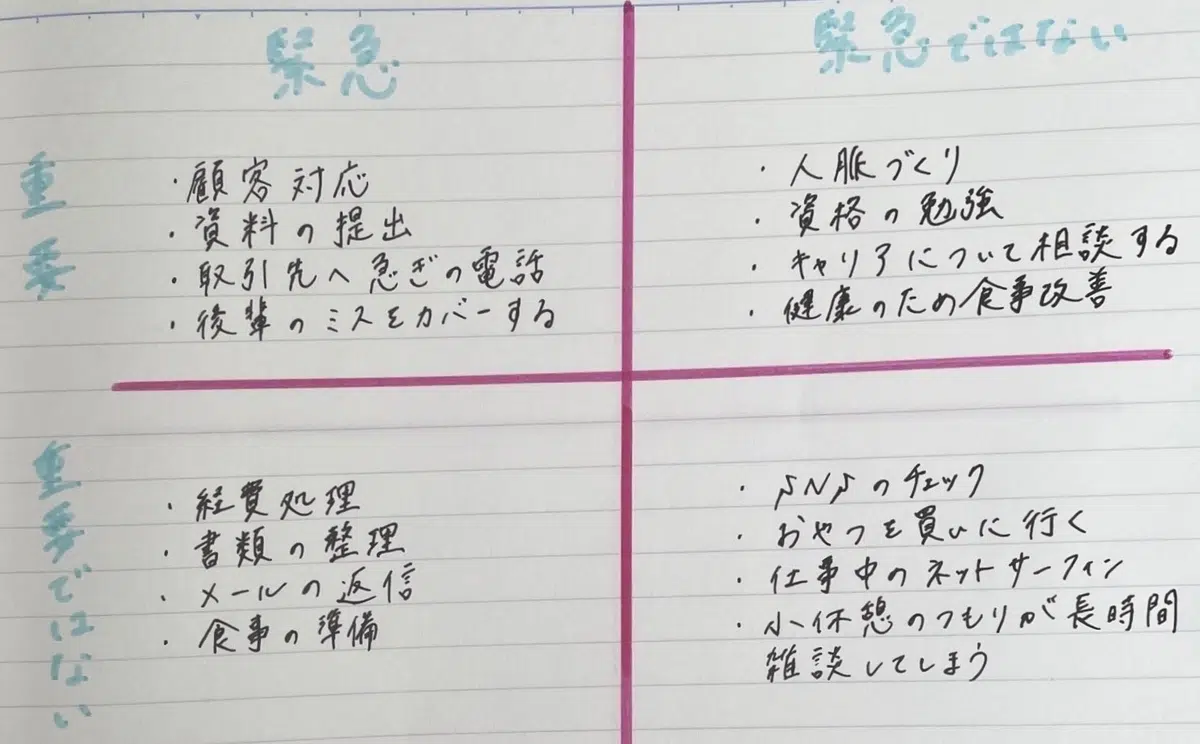 緊急
緊急ではない
重要
・顧客対応
・資料の提出
・取引先へ急ぎの電話
・後輩のミスをカバーする
・人脈づくり
・資格の勉強
・キャリアについて相談する
・健康のため食事改善
重要ではない
・経費処理
・書類の整理
・メールの返信
・食事の準備
・SNSのチェック
・おやつを買いに行く
・仕事中のネットサーフィン
・小休憩のつもりが長時間
雑談してしまう